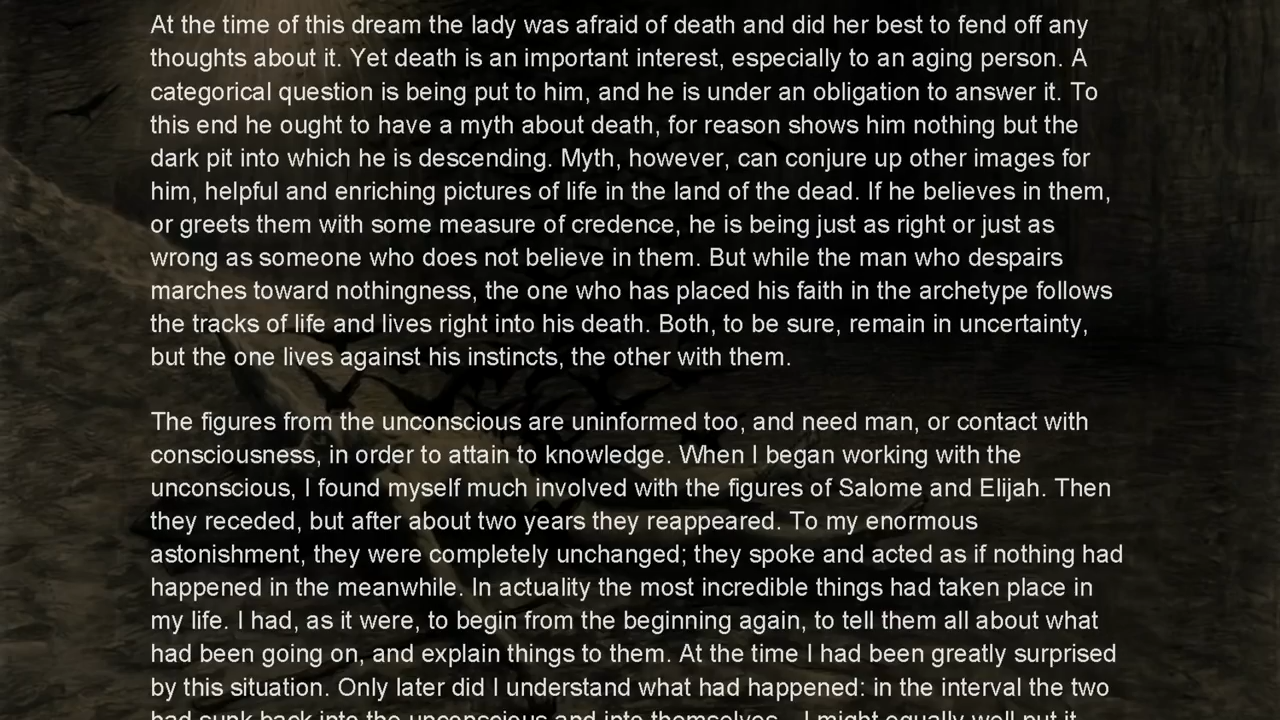 At the time of this dream the lady was afraid of death and did her best to fend off any
thoughts about it. Yet death is an important interest, especially to an aging person. A
categorical question is being put to him, and he is under an obligation to answer it. To
this end he ought to have a myth about death, for reason shows him nothing but the
dark pit into which he is descending. Myth, however, can conjure up other images for
him, helpful and enriching pictures of life in the land of the dead. If he believes in them,
or greets them with some measure of credence, he is being just as right or just as
wrong as someone who does not believe in them. But while the man who despairs
marches toward nothingness, the one who has placed his faith in the archetype follows
the tracks of life and lives right into his death. Both, to be sure, remain in uncertainty,
but the one lives against his instincts, the other with them.
The figures from the unconscious are uninformed too, and need man, or contact with
consciousness, in order to attain to knowledge. When I began working with the
unconscious, I found myself much involved with the figures of Salome and Elijah. Then
they receded, but after about two years they reappeared. To my enormous
astonishment, they were completely unchanged; they spoke and acted as if nothing had
happened in the meanwhile. In actuality the most incredible things had taken place in
my life. I had, as it were, to begin from the beginning again, to tell them all about what
had been going on, and explain things to them. At the time I had been greatly surprised
by this situation. Only later did I understand what had happened: in the interval the two
had sunk back into the unconscious and into themselves I might equally well put it